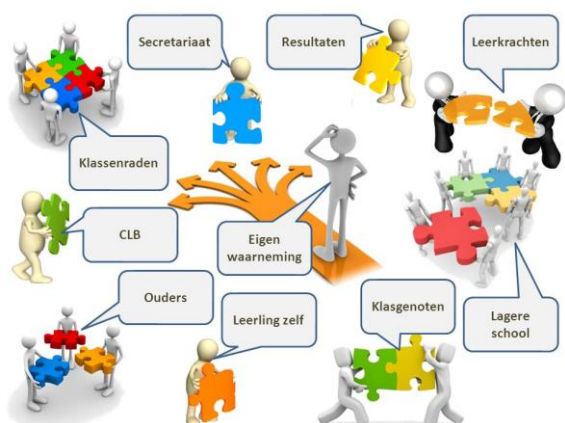 Secretariaat
Resultaten
Leerkrachten
Klassenraden
CLB
Eigen
waarneming
Ouders
Leerling zelf
Klasgenoten
Lagere
school